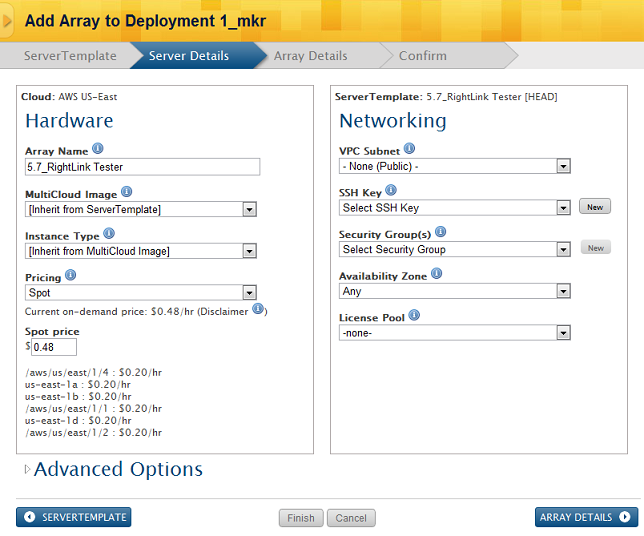 Add Array to Deployment 1_mkr
ServerTemplate
Server Details
Array Details
Confirm
Cloud: AWS US-East
Hardware
Array Name
5.7_RightLink Tester
MultiCloud Image
[Inherit from ServerTemplate]
Instance Type
[Inherit from MultiCloud Image]
Pricing
Spot
Current on-demand price: $0.48/hr (Disclaimer )
Spot price
$ 0.48
/aws/us/east/1/4 : $0.20/hr
us-east-1a : $0.20/hr
us-east-1b : $0.20/hr
/aws/us/east/1/1 : $0.20/hr
us-east-1d : $0.20/hr
/aws/us/east/1/2 : $0.20/hr
ServerTemplate: 5.7_RightLink Tester [HEAD]
Networking
VPC Subnet
- None (Public) -
SSH Key
Select SSH Key
New
Security Group(s)
Select Security Group
New
Availability Zone
Any
License Pool
-none-
Advanced Options
SERVERTEMPLATE
Finish
Cancel
ARRAY DETAILS